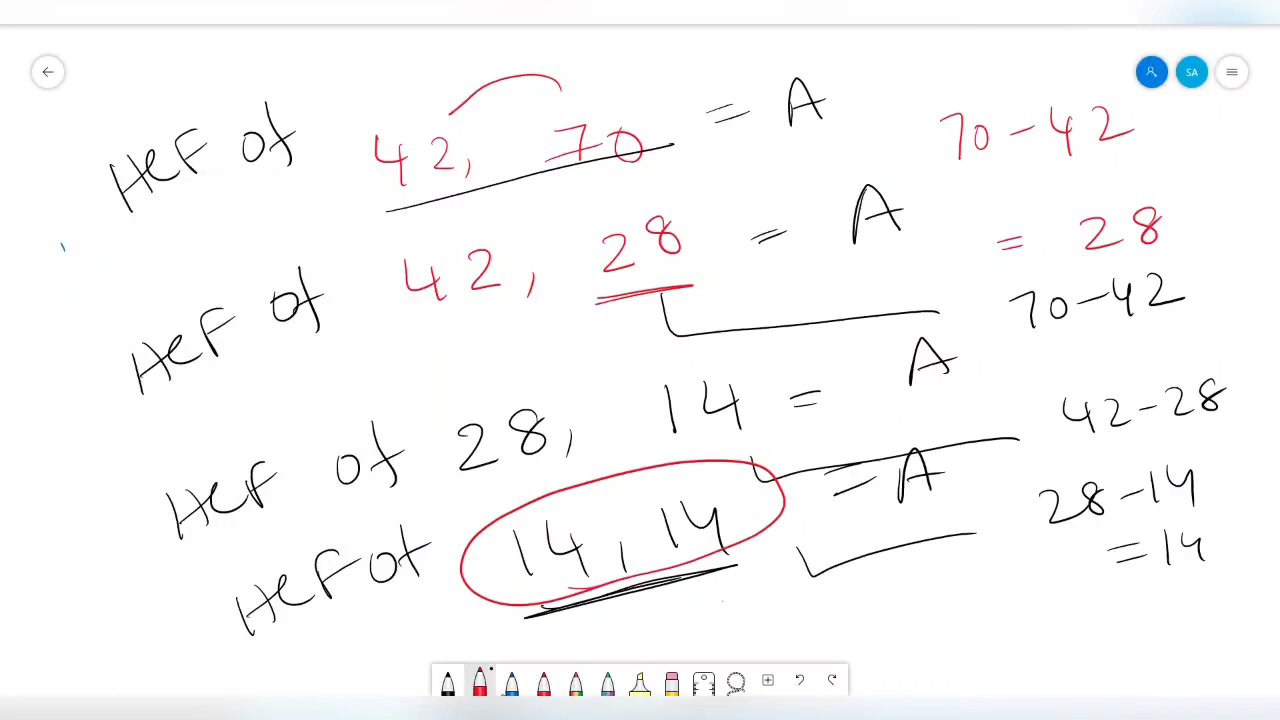 SA
HCF of 42, 70 = A
70 - 42
HCF of 42, 28 = A
= 28
70 - 42
HCF of 28, 14 = A
42 - 28
HCF of 14, 14 = A
28 - 14
= 14